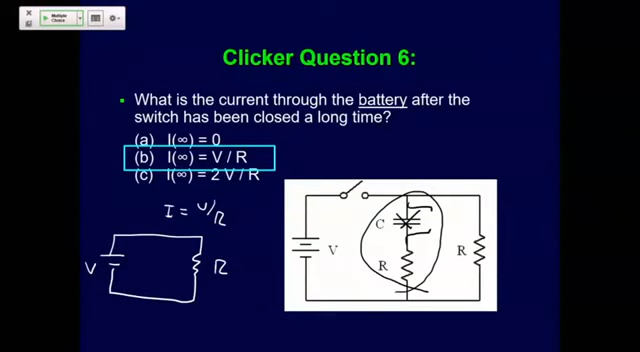 Multiple
Choice
Clicker Question 6:
What is the current through the battery after the
switch has been closed a long time?
(a) I(∞) = 0
(b) I(∞) = V / R
(c) I(∞) = 2 V / R
I = V/R
V
R
C
V
R
R